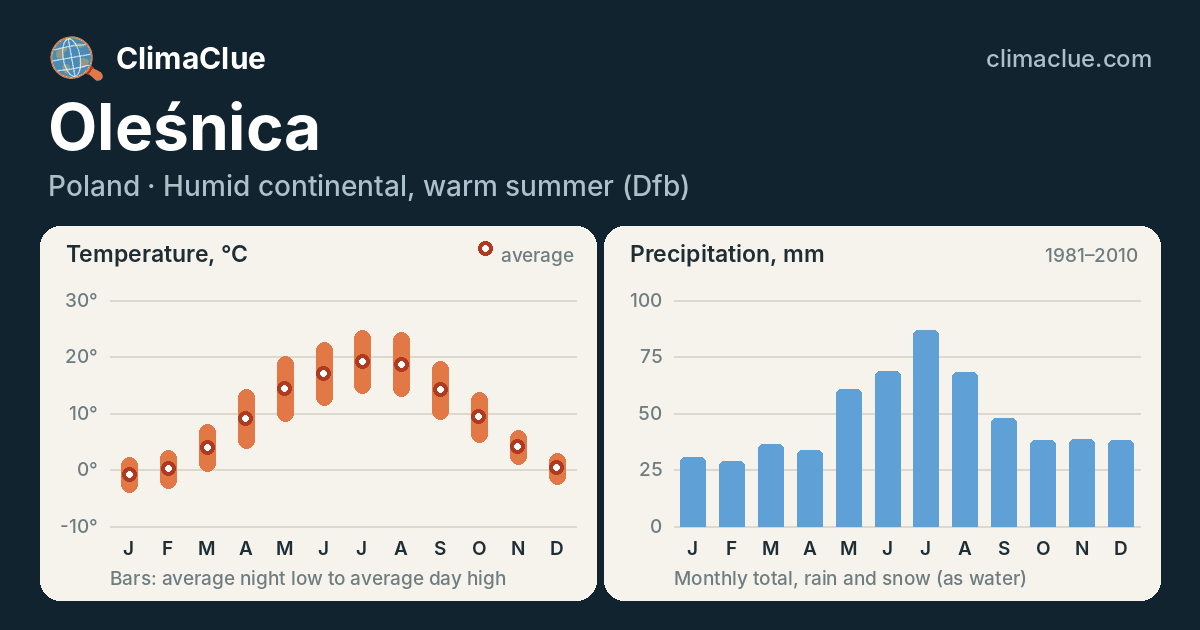 ClimaClue
climaclue.com
Oleśnica
Poland · Humid continental, warm summer (Dfb)
Temperature, °C
average
30°
20°
10°
0°
-10°
J F M A M J J A S O N D
Bars: average night low to average day high
Precipitation, mm
1981–2010
100
75
50
25
0
J F M A M J J A S O N D
Monthly total, rain and snow (as water)